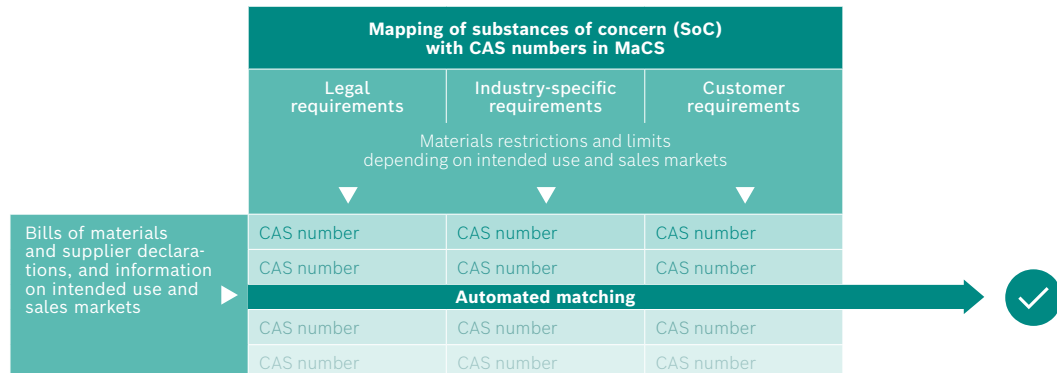 Mapping of substances of concern (SoC)
with CAS numbers in MaCS
Legal
requirements
Industry-specific
requirements
Customer
requirements
Materials restrictions and limits
depending on intended use and sales markets
Bills of materials
and supplier declara-
tions, and information
on intended use and
sales markets
CAS number
CAS number
CAS number
CAS number
CAS number
CAS number
Automated matching
CAS number
CAS number
CAS number
CAS number
CAS number
CAS number